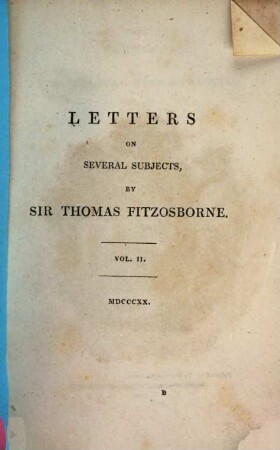 LETTERS
ON
SEVERAL SUBJECTS,
BY
SIR THOMAS FITZOSBORNE.
VOL. II.
MDCCCXX.
B